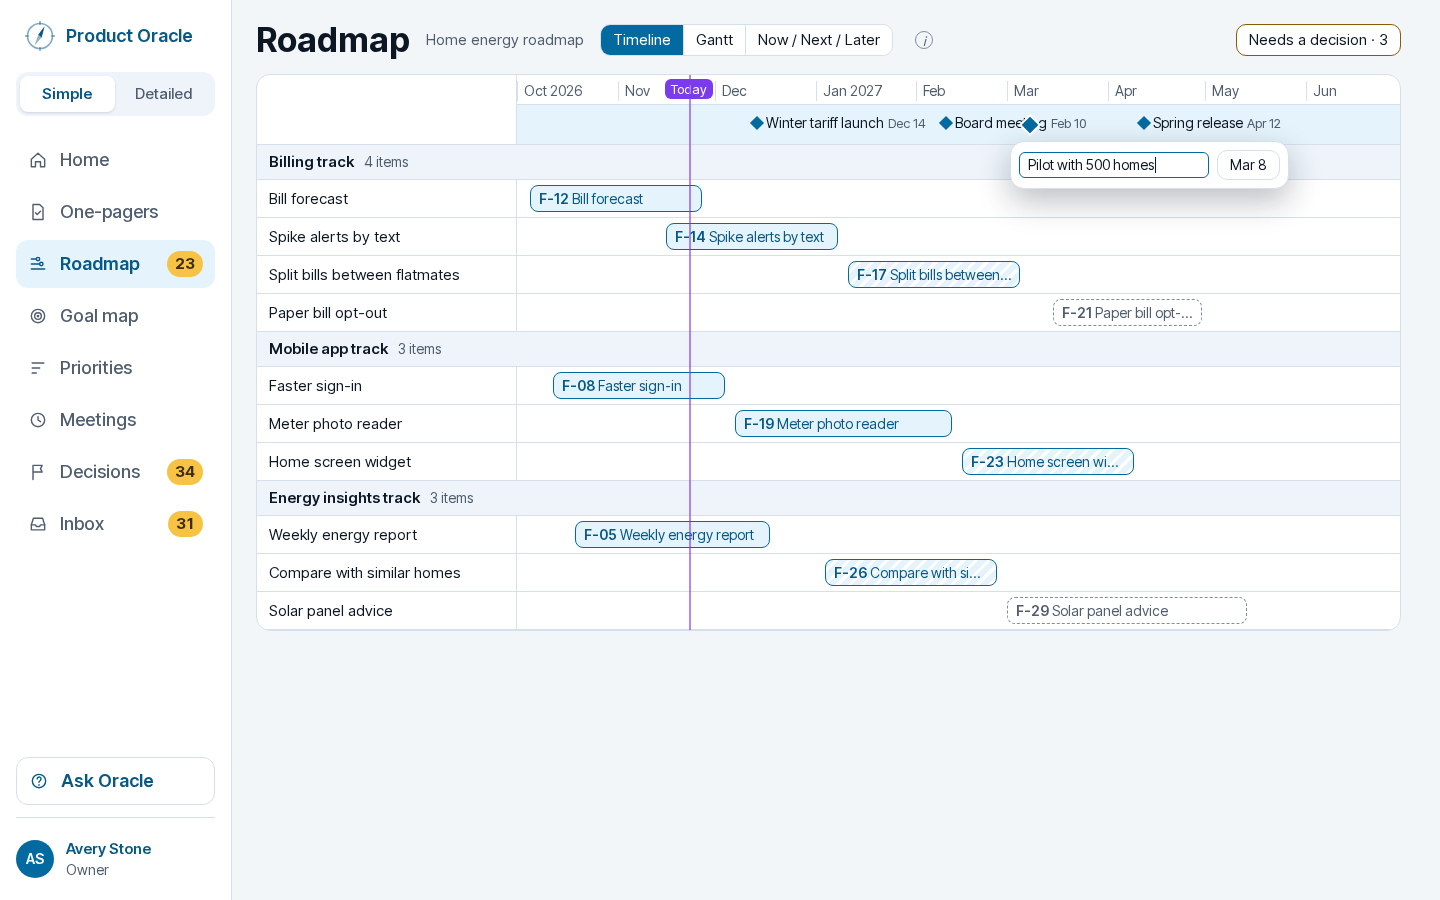 Product Oracle
Simple Detailed
Home
One-pagers
Roadmap 23
Goal map
Priorities
Meetings
Decisions 34
Inbox 31
Ask Oracle
AS Avery Stone
Owner
Roadmap Home energy roadmap Timeline Gantt Now / Next / Later i Needs a decision · 3
Oct 2026 Nov Today Dec Jan 2027 Feb Mar Apr May Jun
Winter tariff launch Dec 14 Board meeting Feb 10 Spring release Apr 12
Pilot with 500 homes Mar 8
Billing track 4 items
Bill forecast F-12 Bill forecast
Spike alerts by text F-14 Spike alerts by text
Split bills between flatmates F-17 Split bills between...
Paper bill opt-out F-21 Paper bill opt-...
Mobile app track 3 items
Faster sign-in F-08 Faster sign-in
Meter photo reader F-19 Meter photo reader
Home screen widget F-23 Home screen wi...
Energy insights track 3 items
Weekly energy report F-05 Weekly energy report
Compare with similar homes F-26 Compare with si...
Solar panel advice F-29 Solar panel advice